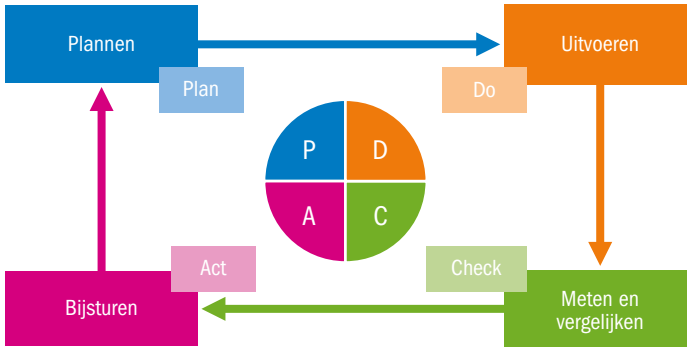 Plannen
Uitvoeren
Plan
Do
P
D
A
C
Act
Check
Bijsturen
Meten en
vergelijken